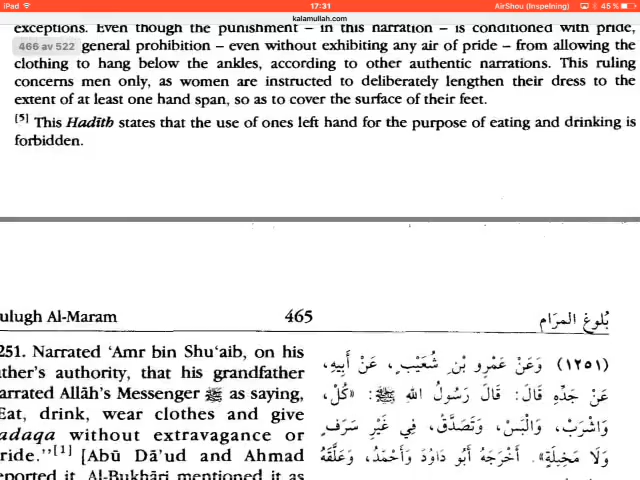 iPad 17:31 AirShou (Inspelning) 45 %
kalamullah.com
exceptions. Even though the punishment – in this narration – is conditioned with pride,
466 av 522 general prohibition – even without exhibiting any air of pride – from allowing the
clothing to hang below the ankles, according to other authentic narrations. This ruling
concerns men only, as women are instructed to deliberately lengthen their dress to the
extent of at least one hand span, so as to cover the surface of their feet.
[5] This Hadīth states that the use of ones left hand for the purpose of eating and drinking is
forbidden.
ulugh Al-Maram 465 بُلوغ المَرام
251. Narrated ‘Amr bin Shu‘aib, on his
ther's authority, that his grandfather
arrated Allāh's Messenger ﷺ as saying,
Eat, drink, wear clothes and give
adaqa without extravagance or
ride."[1] [Abū Dā'ud and Ahmad
eported it. Al-Bukhāri mentioned it as
(١٢٥١) وَعَنْ عَمْرِو بْنِ شُعَيْبٍ، عَنْ أَبِيهِ،
عَنْ جَدِّهِ قَالَ: قَالَ رَسُولُ اللهِ ﷺ: «كُلْ،
وَاشْرَبْ، وَالْبَسْ، وَتَصَدَّقْ، فِي غَيْرِ سَرَفٍ
وَلَا مَخِيلَةٍ». أَخْرَجَهُ أَبُو دَاوُدَ وَأَحْمَدُ، وَعَلَّقَهُ